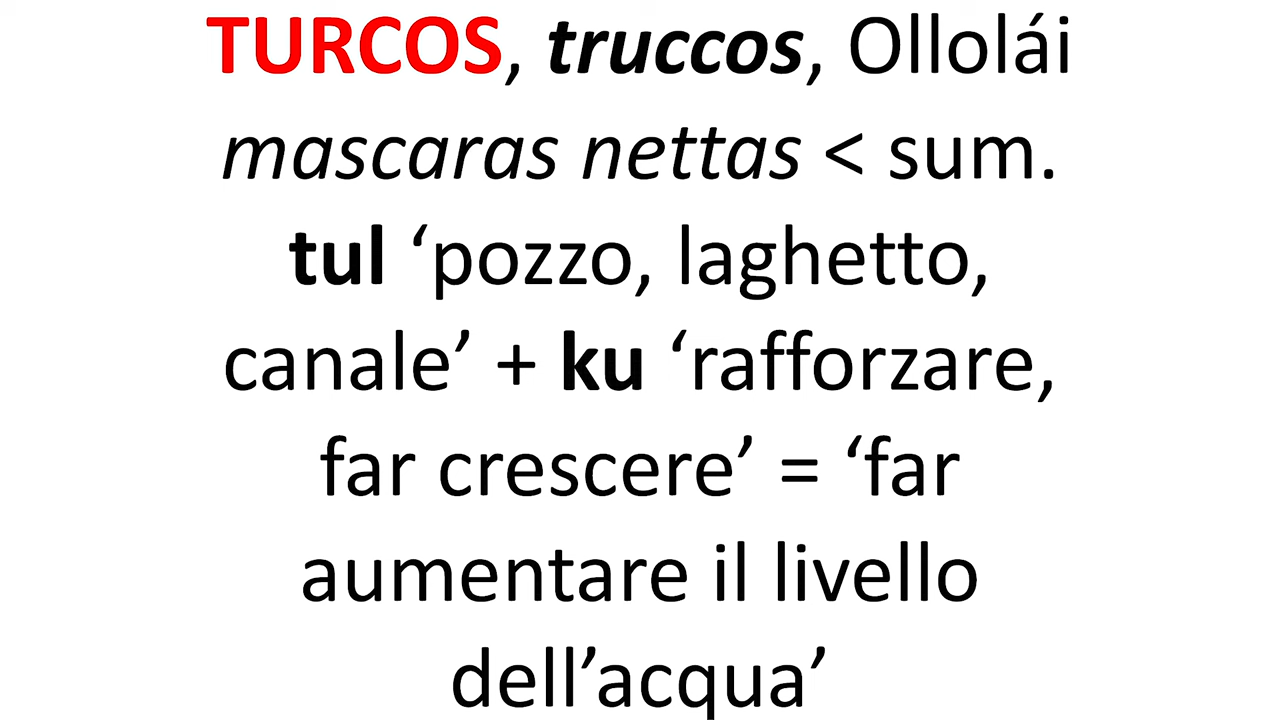 TURCOS, truccos, Ollolái
mascaras nettas < sum.
tul ‘pozzo, laghetto,
canale’ + ku ‘rafforzare,
far crescere’ = ‘far
aumentare il livello
dell’acqua’